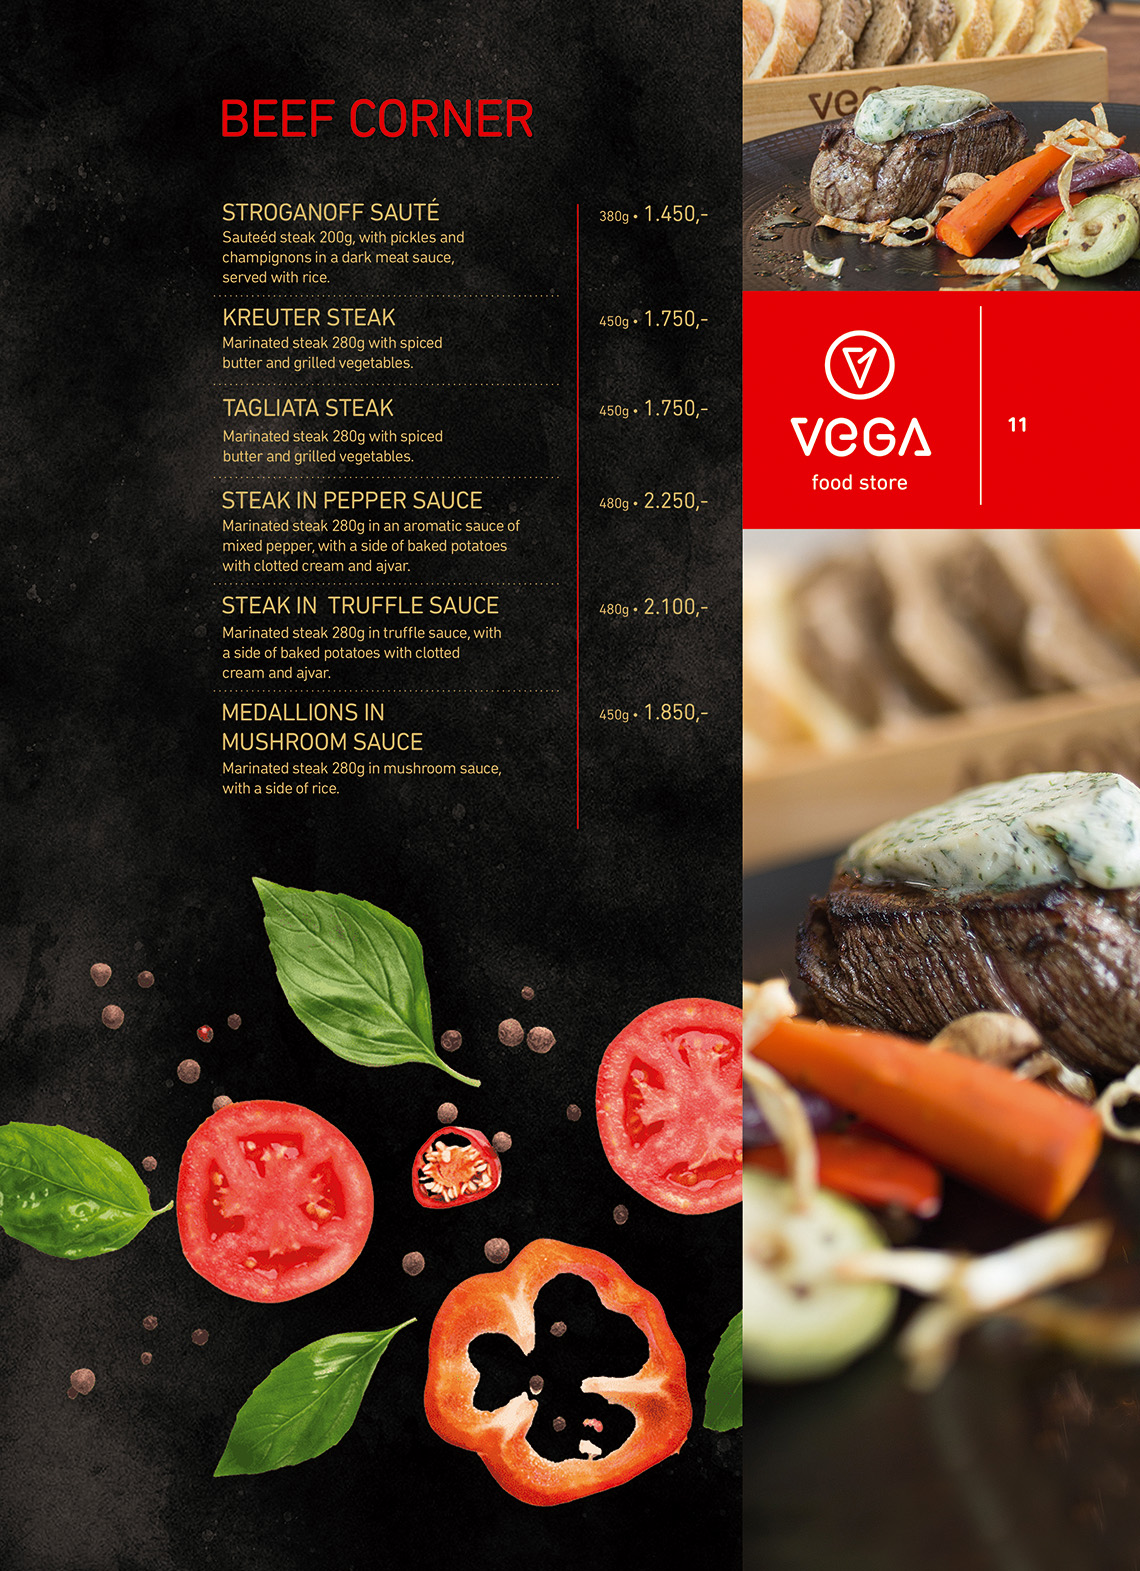 BEEF CORNER
STROGANOFF SAUTÉ
380g • 1.450,-
Sauteéd steak 200g, with pickles and
champignons in a dark meat sauce,
served with rice.
KREUTER STEAK
450g • 1.750,-
Marinated steak 280g with spiced
butter and grilled vegetables.
TAGLIATA STEAK
450g • 1.750,-
Marinated steak 280g with spiced
butter and grilled vegetables.
STEAK IN PEPPER SAUCE
480g • 2.250,-
Marinated steak 280g in an aromatic sauce of
mixed pepper, with a side of baked potatoes
with clotted cream and ajvar.
STEAK IN TRUFFLE SAUCE
480g • 2.100,-
Marinated steak 280g in truffle sauce, with
a side of baked potatoes with clotted
cream and ajvar.
MEDALLIONS IN
MUSHROOM SAUCE
450g • 1.850,-
Marinated steak 280g in mushroom sauce,
with a side of rice.
VEGA
food store
11